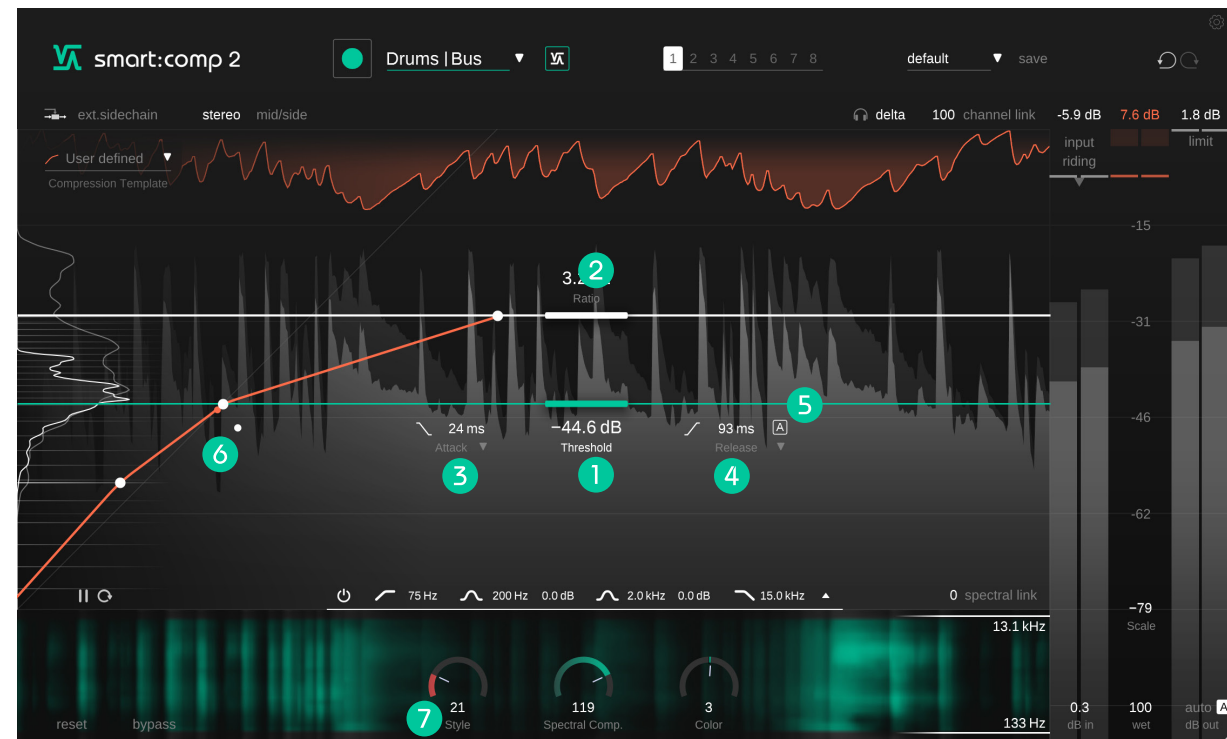 smart:comp 2
Drums | Bus
1 2 3 4 5 6 7 8
default
save
ext.sidechain stereo mid/side
delta 100 channel link
-5.9 dB 7.6 dB 1.8 dB
input riding
limit
User defined
Compression Template
-15
2
Ratio
-31
5
24 ms −44.6 dB 93 ms A
Attack Threshold Release
-46
6 3 1 4
-62
75 Hz 200 Hz 0.0 dB 2.0 kHz 0.0 dB 15.0 kHz
0 spectral link
−79
Scale
13.1 kHz
21 119 3
7 Style Spectral Comp. Color
reset bypass
133 Hz
0.3 100 auto A
dB in wet dB out